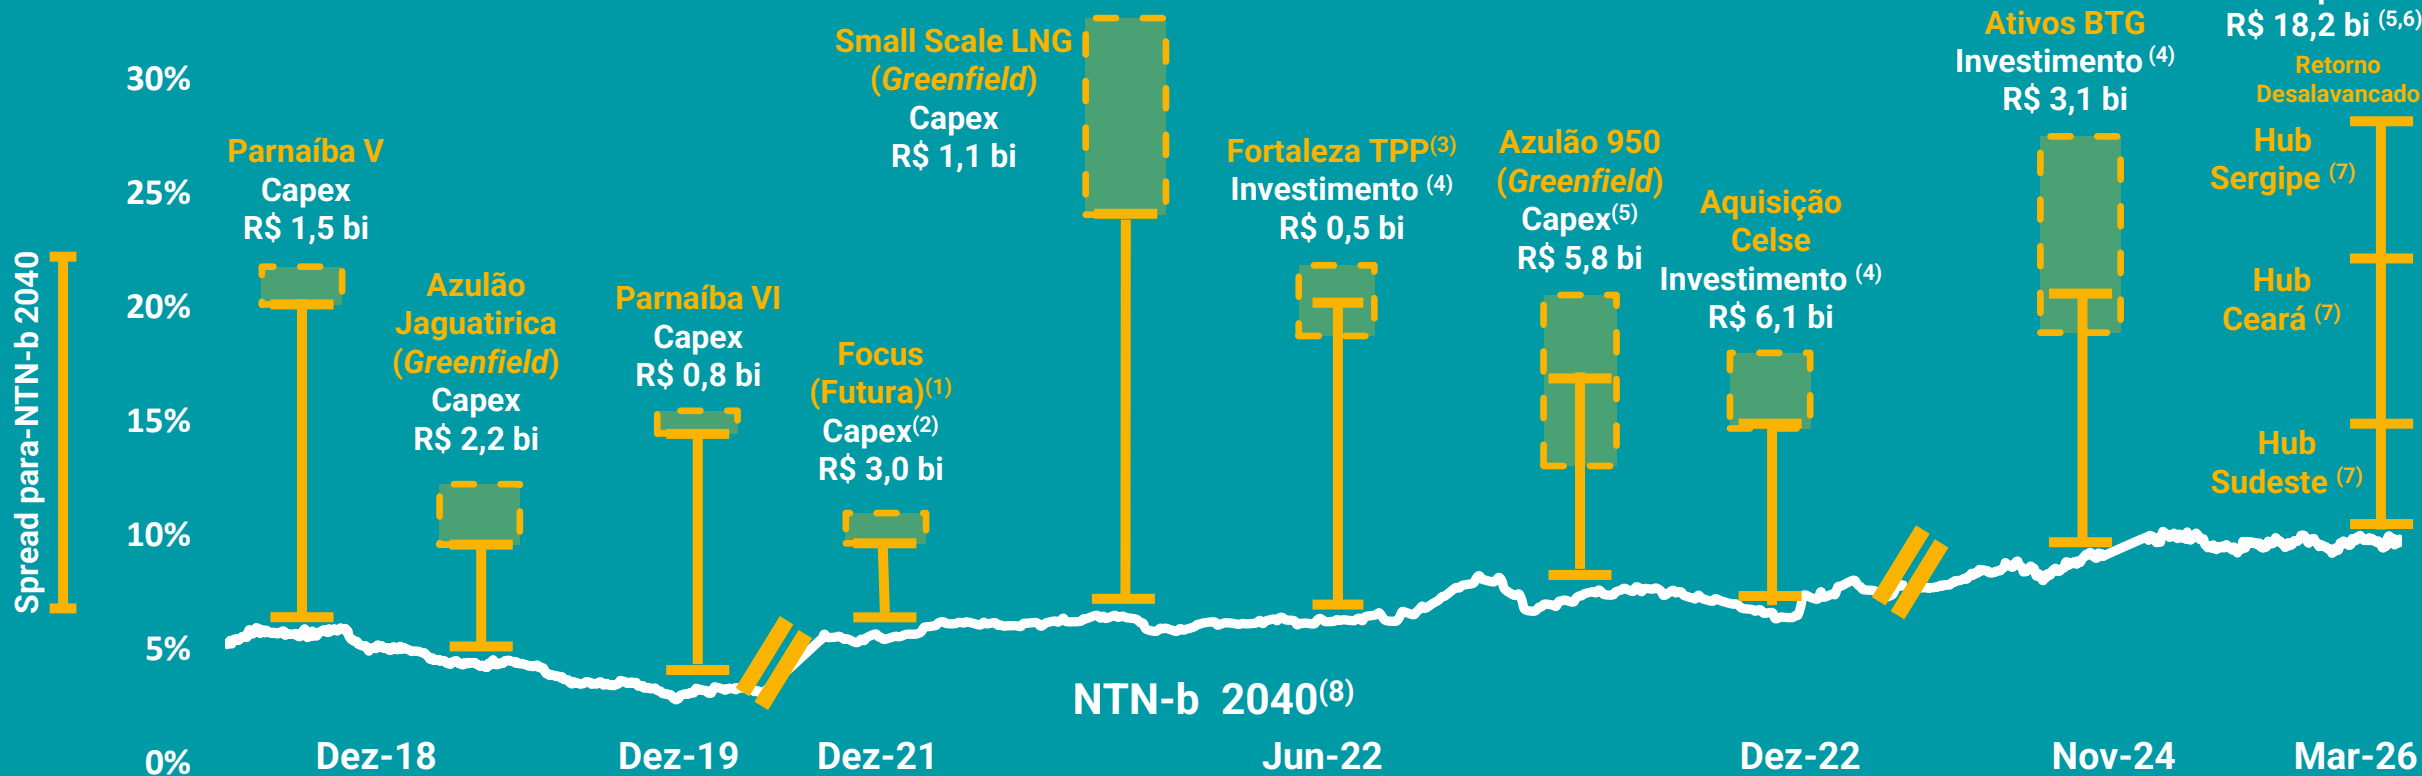 Spread para-NTN-b 2040
30%
25%
20%
15%
10%
5%
0%
Parnaíba V
Capex
R$ 1,5 bi
Azulão
Jaguatirica
(Greenfield)
Capex
R$ 2,2 bi
Parnaíba VI
Capex
R$ 0,8 bi
Focus
(Futura)(1)
Capex(2)
R$ 3,0 bi
Small Scale LNG
(Greenfield)
Capex
R$ 1,1 bi
Fortaleza TPP(3)
Investimento (4)
R$ 0,5 bi
Azulão 950
(Greenfield)
Capex(5)
R$ 5,8 bi
Aquisição
Celse
Investimento (4)
R$ 6,1 bi
Ativos BTG
Investimento (4)
R$ 3,1 bi
R$ 18,2 bi (5,6)
Retorno
Desalavancado
Hub
Sergipe (7)
Hub
Ceará (7)
Hub
Sudeste (7)
NTN-b 2040(8)
Dez-18
Dez-19
Dez-21
Jun-22
Dez-22
Nov-24
Mar-26